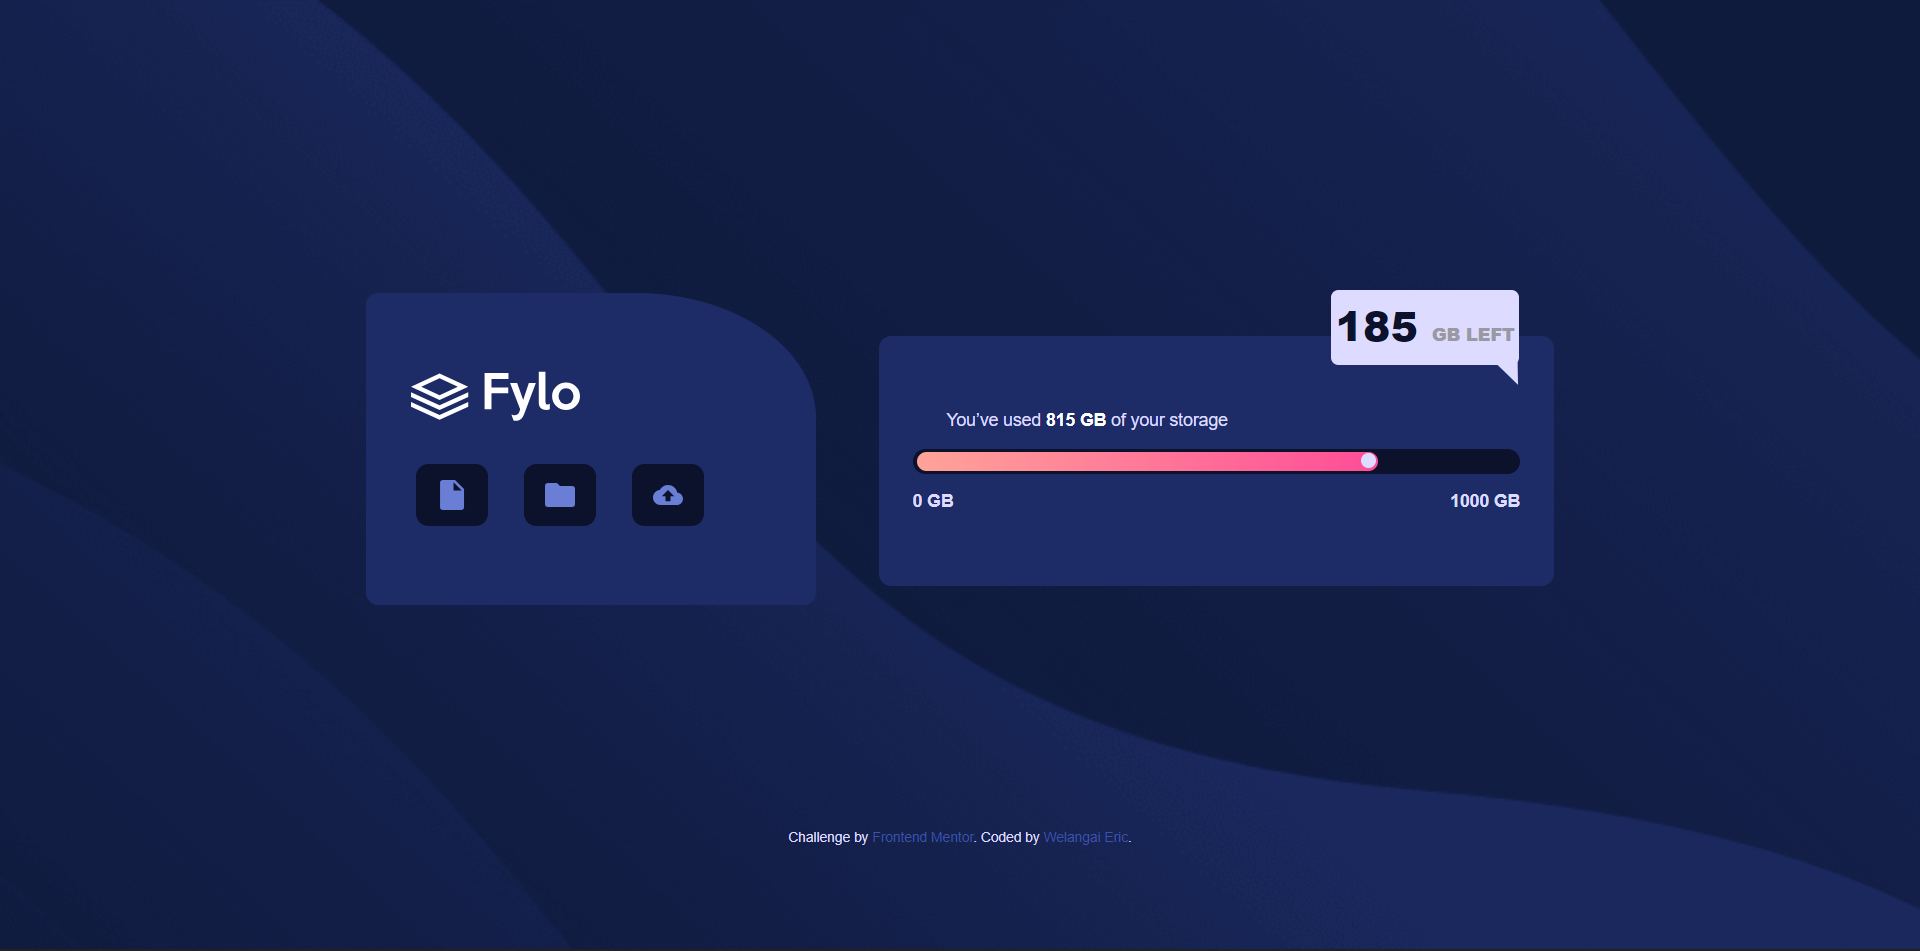 Fylo
185 GB LEFT
You’ve used 815 GB of your storage
0 GB
1000 GB
Challenge by Frontend Mentor. Coded by Welangai Eric.